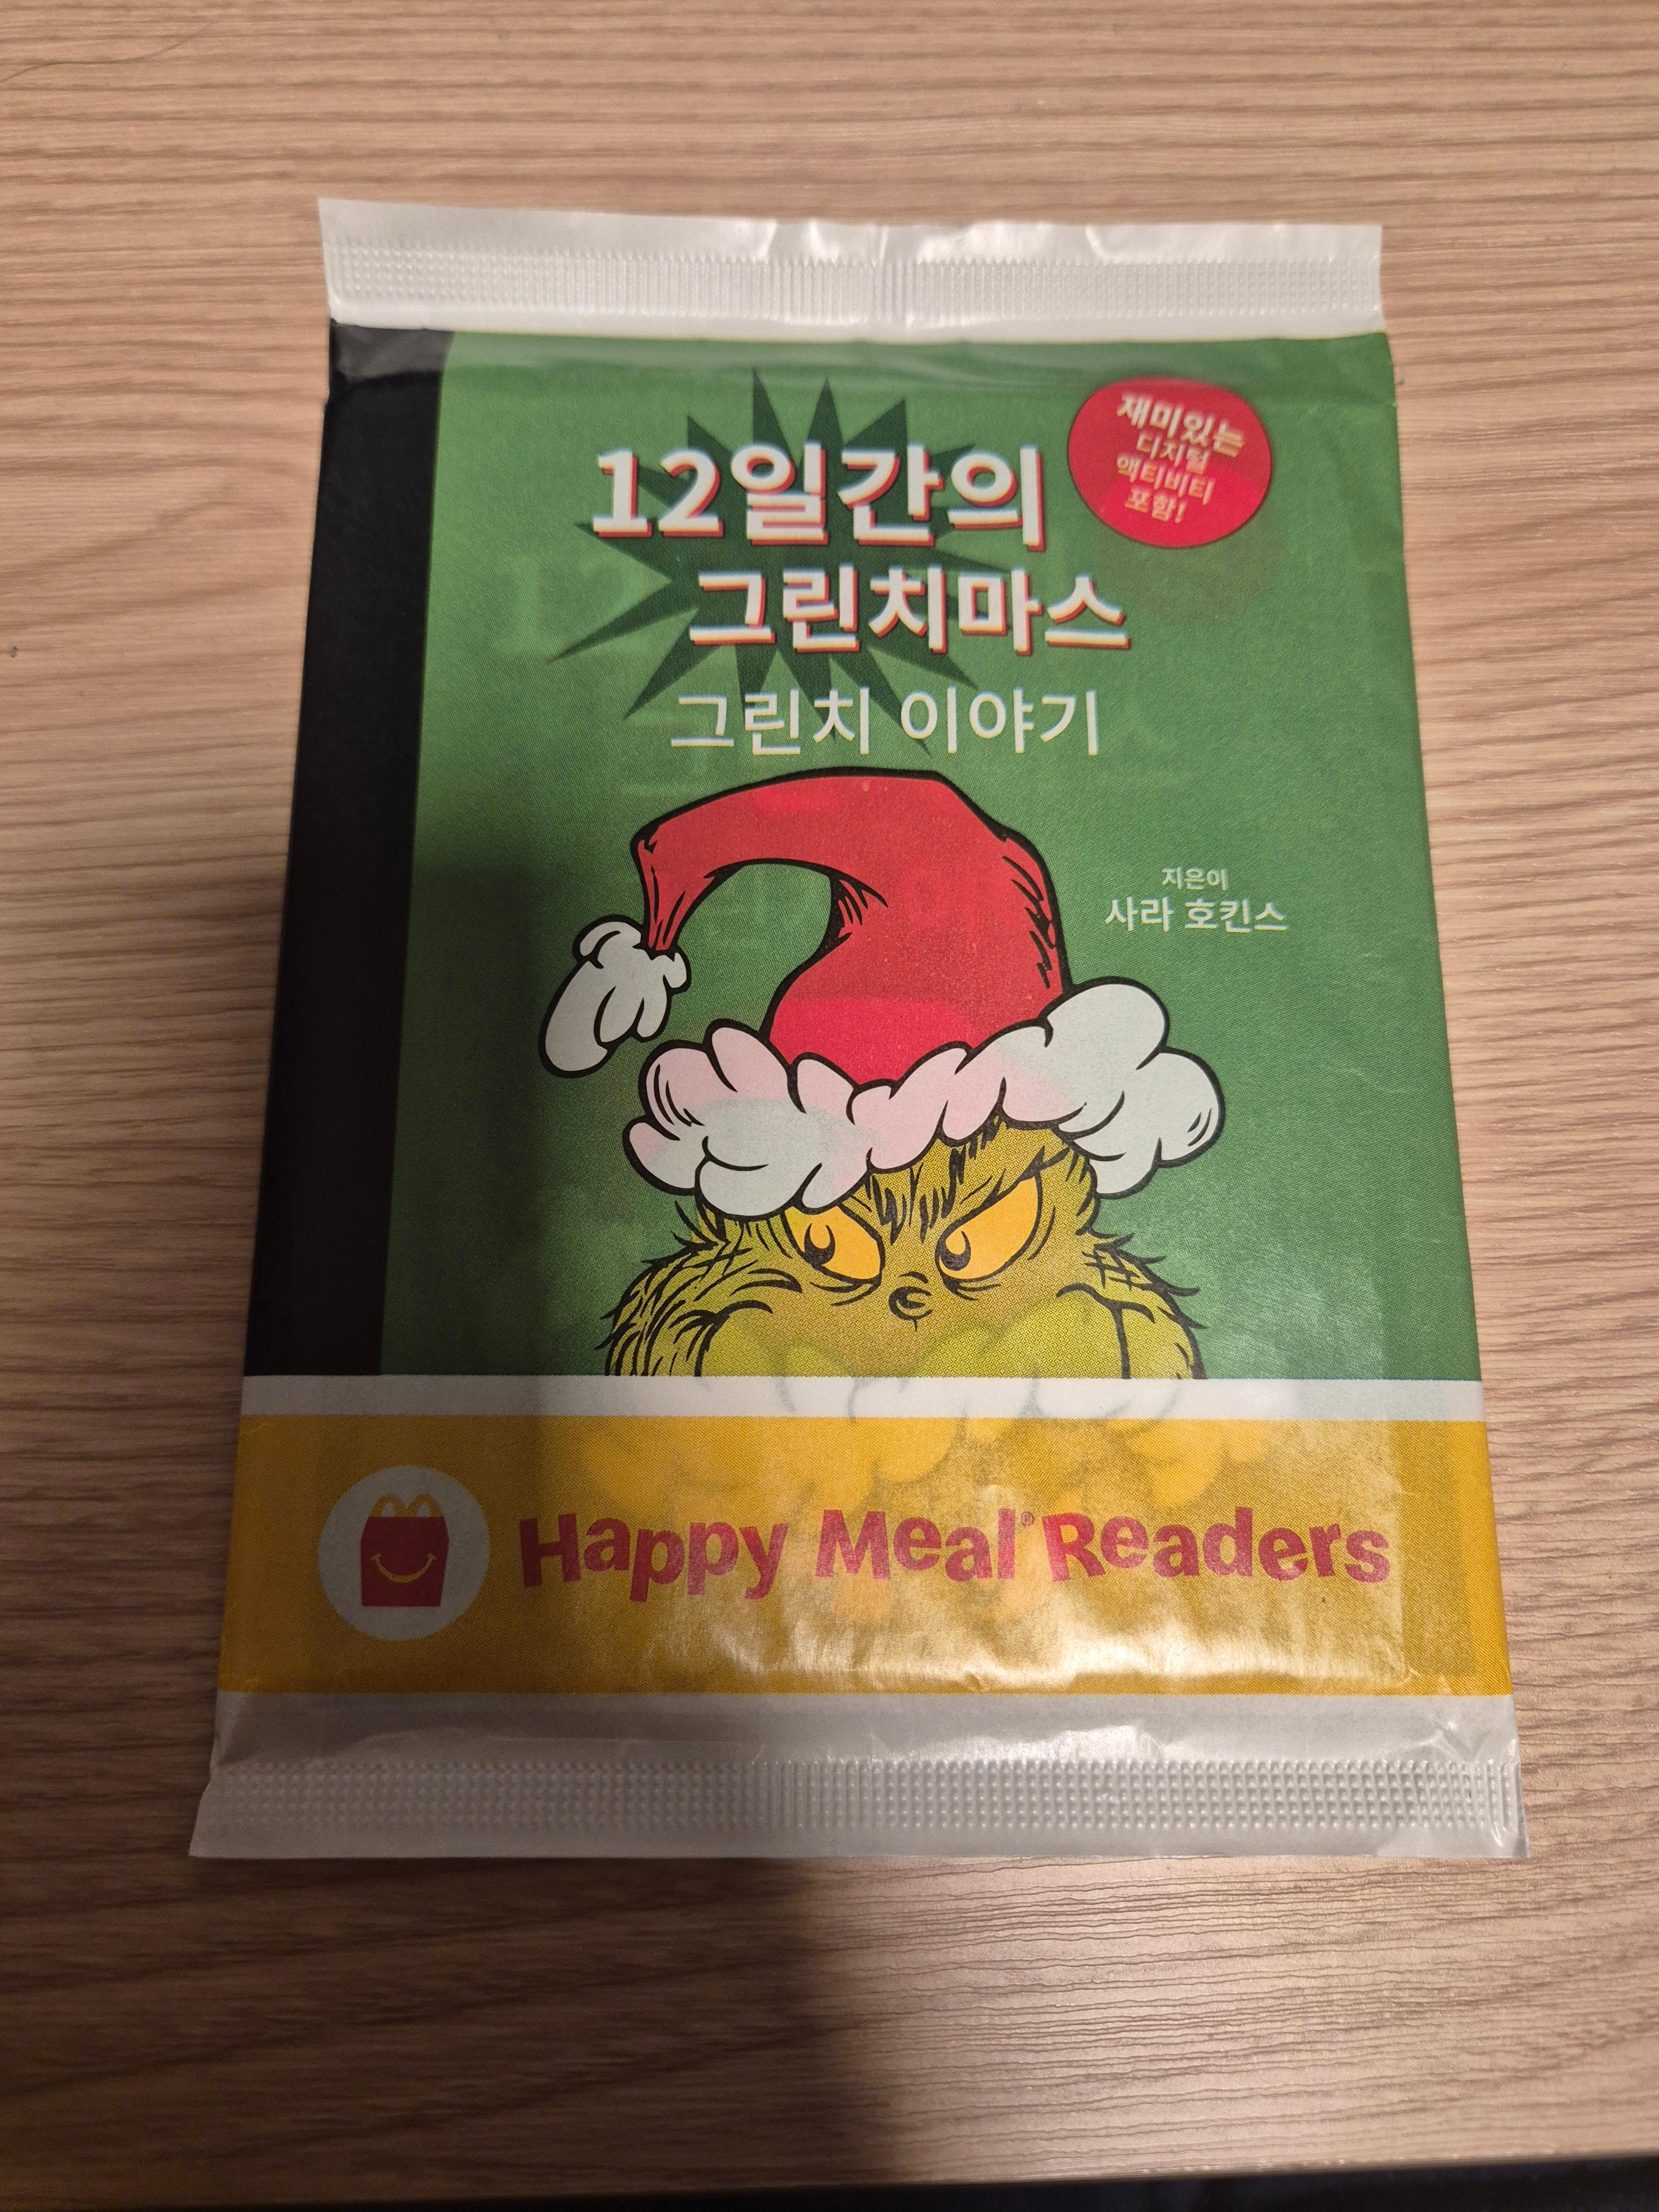 12일간의
그린치마스
그린치 이야기
재미있는
디지털
액티비티
포함!
지은이
사라 호킨스
Happy Meal® Readers